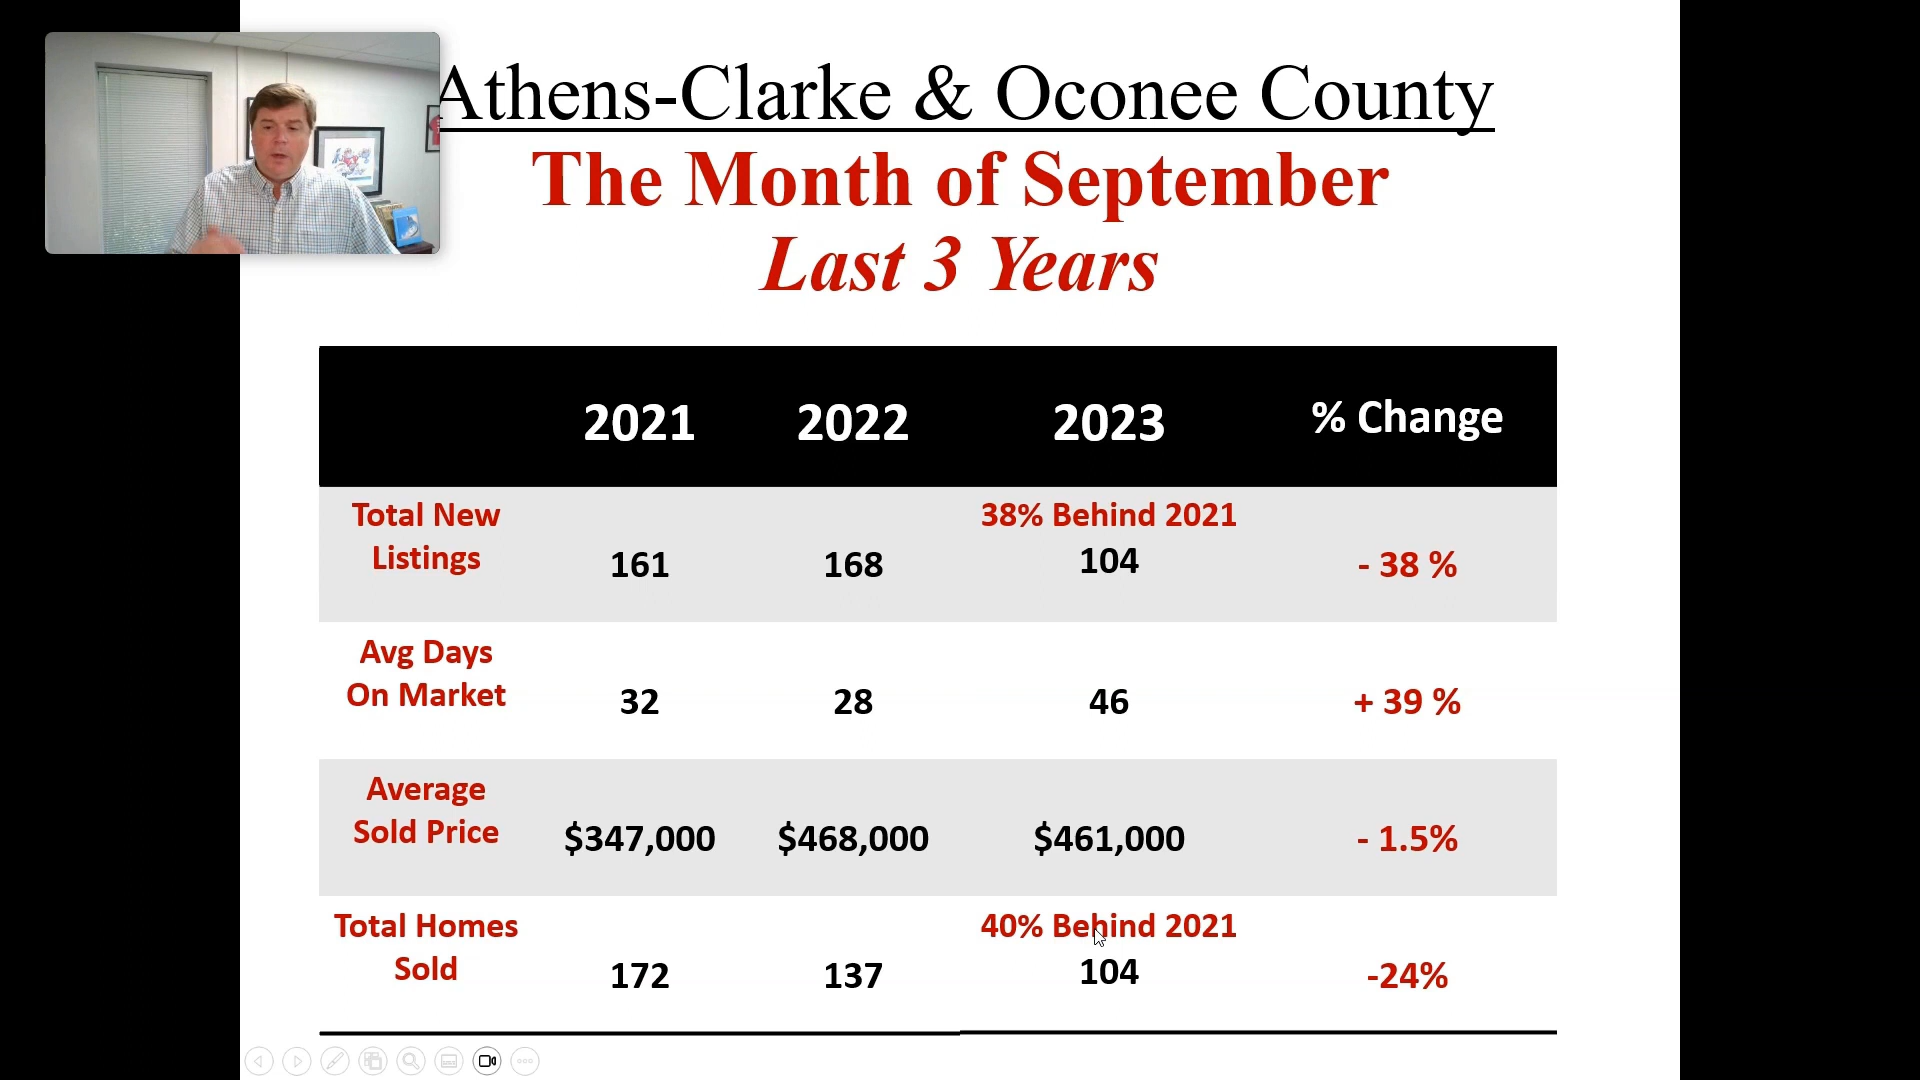 Athens-Clarke & Oconee County
The Month of September
Last 3 Years
2021 2022 2023 % Change
Total New Listings 161 168 38% Behind 2021 104 - 38 %
Avg Days On Market 32 28 46 + 39 %
Average Sold Price $347,000 $468,000 $461,000 - 1.5%
Total Homes Sold 172 137 40% Behind 2021 104 -24%